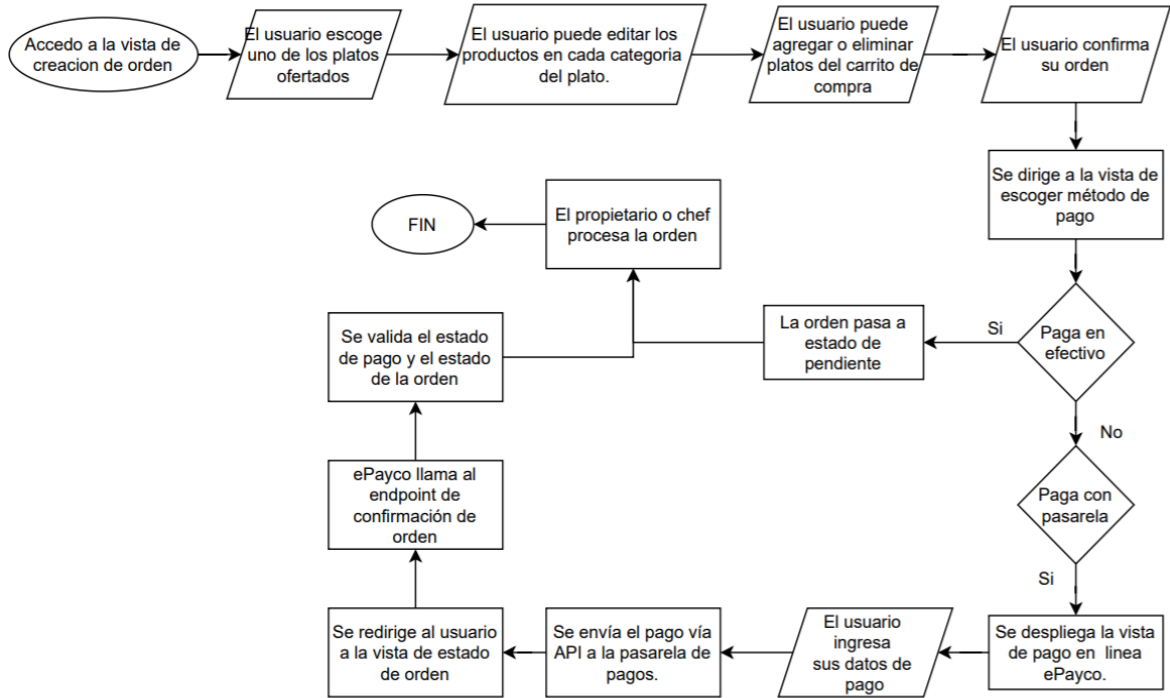 Accedo a la vista de
creacion de orden
El usuario escoge
uno de los platos
ofertados
El usuario puede editar los
productos en cada categoria
del plato.
El usuario puede
agregar o eliminar
platos del carrito de
compra
El usuario confirma
su orden
Se dirige a la vista de
escoger método de
pago
Paga en
efectivo
Si
La orden pasa a
estado de
pendiente
El propietario o chef
procesa la orden
FIN
No
Paga con
pasarela
Si
Se despliega la vista
de pago en linea
ePayco.
El usuario
ingresa
sus datos de
pago
Se envía el pago vía
API a la pasarela de
pagos.
Se redirige al usuario
a la vista de estado
de orden
ePayco llama al
endpoint de
confirmación de
orden
Se valida el estado
de pago y el estado
de la orden